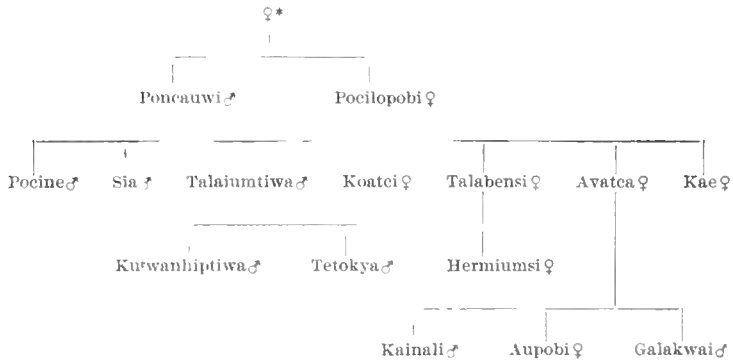 ♀*
Poncauwi♂ Pocilopobi♀
Pocine♂ Sia♂ Talaiumtiwa♂ Koatci♀ Talabensi♀ Avatca♀ Kae♀
Kutwanhiptiwa♂ Tetokya♂ Hermiumsi♀
Kainali♂ Aupobi♀ Galakwai♂